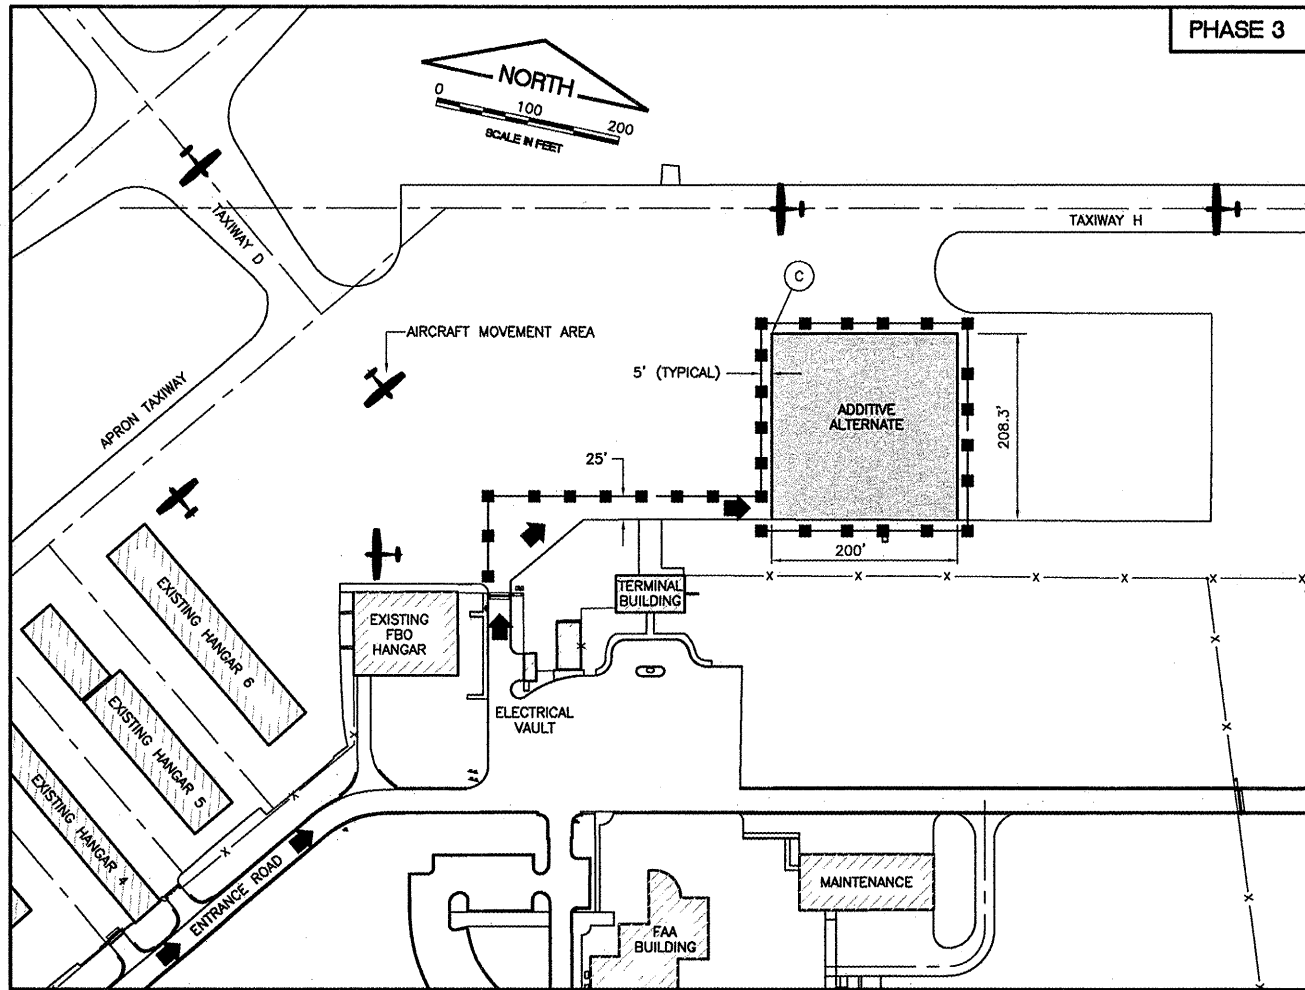 PHASE 3
NORTH
0 100 200
SCALE IN FEET
TAXIWAY D
TAXIWAY H
C
AIRCRAFT MOVEMENT AREA
5' (TYPICAL)
ADDITIVE
ALTERNATE
208.3'
APRON TAXIWAY
25'
200'
TERMINAL
BUILDING
EXISTING
FBO
HANGAR
EXISTING HANGAR 6
EXISTING HANGAR 5
EXISTING HANGAR 4
ELECTRICAL
VAULT
ENTRANCE ROAD
MAINTENANCE
FAA
BUILDING